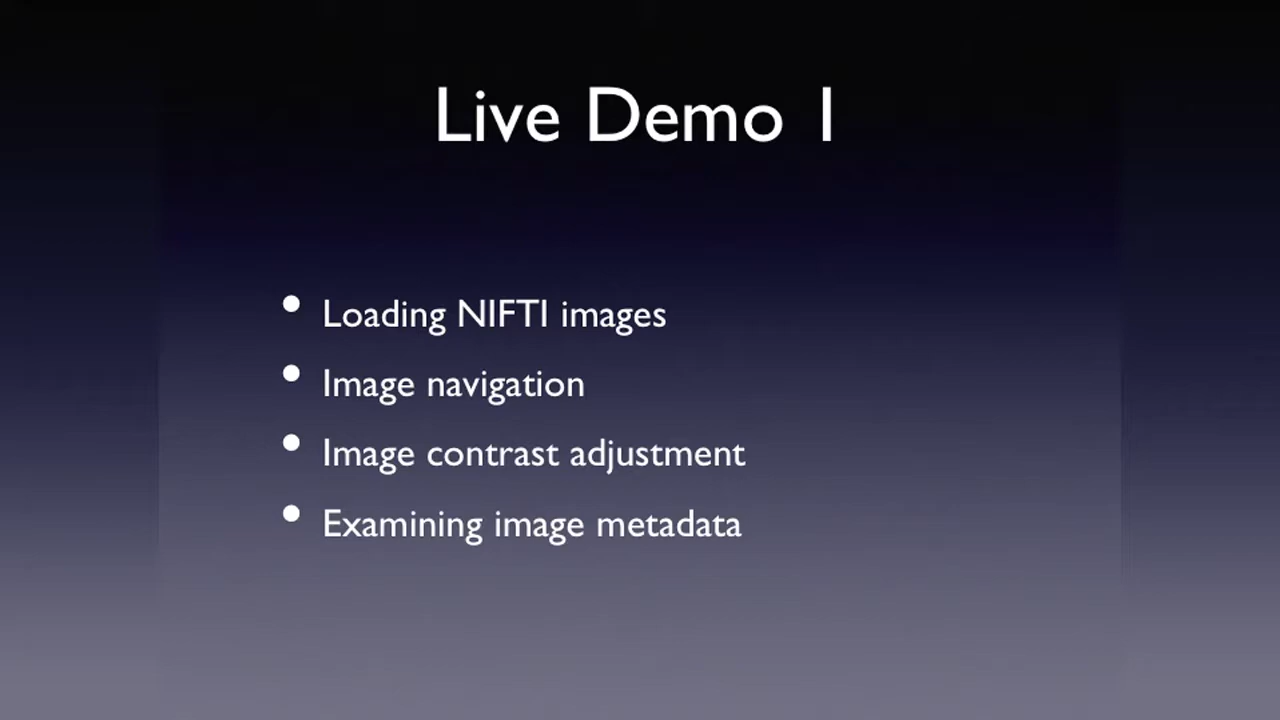 Live Demo 1
• Loading NIFTI images
• Image navigation
• Image contrast adjustment
• Examining image metadata